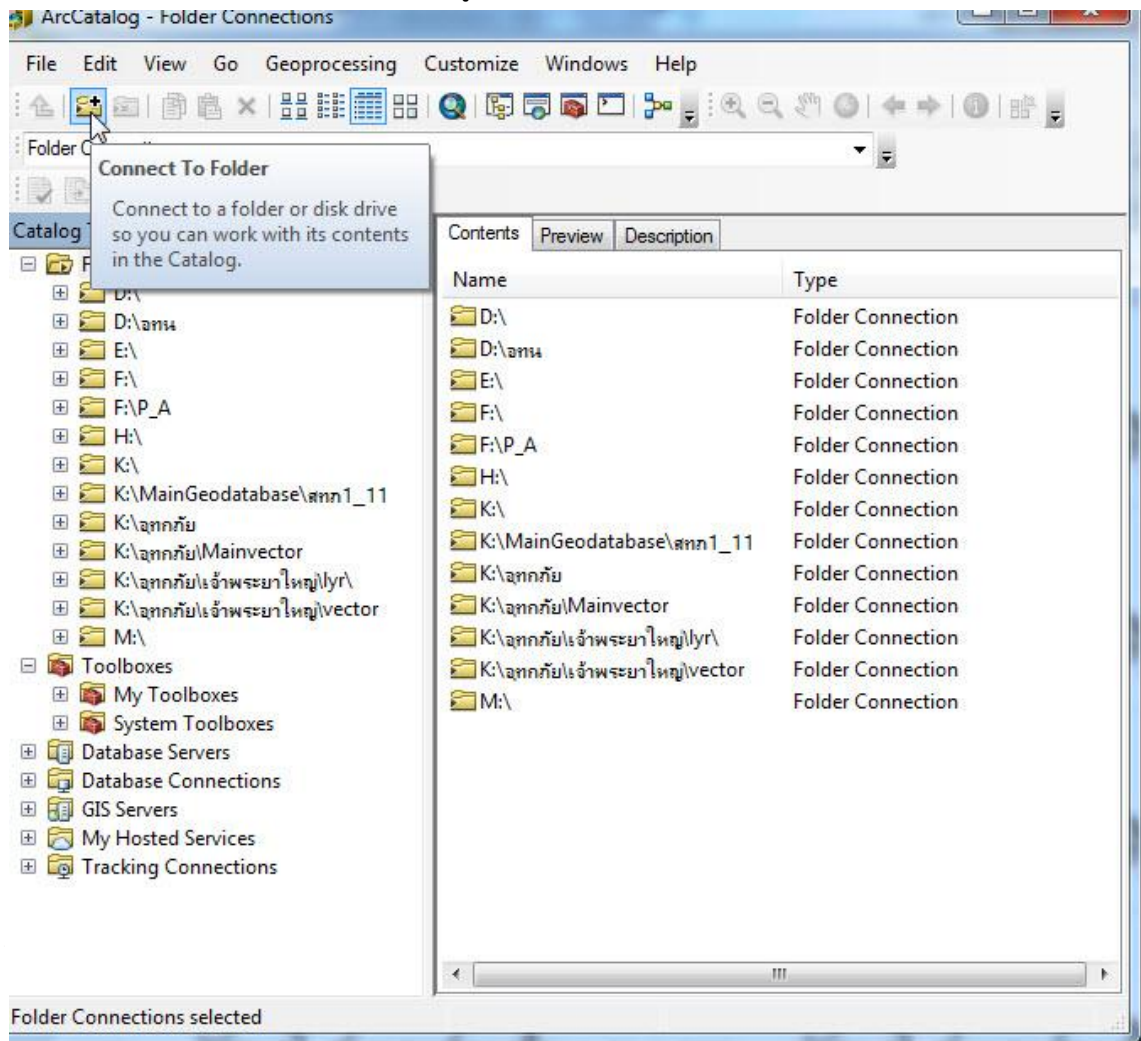 ArcCatalog - Folder Connections
File Edit View Go Geoprocessing Customize Windows Help
Folder C
Connect To Folder
Connect to a folder or disk drive
so you can work with its contents
in the Catalog.
Catalog
F
D:\
D:\อทน
E:\
F:\
F:\P_A
H:\
K:\
K:\MainGeodatabase\สทภ1_11
K:\อุทกภัย
K:\อุทกภัย\Mainvector
K:\อุทกภัย\เจ้าพระยาใหญ่\lyr\
K:\อุทกภัย\เจ้าพระยาใหญ่\vector
M:\
Toolboxes
My Toolboxes
System Toolboxes
Database Servers
Database Connections
GIS Servers
My Hosted Services
Tracking Connections
Contents Preview Description
Name Type
D:\ Folder Connection
D:\อทน Folder Connection
E:\ Folder Connection
F:\ Folder Connection
F:\P_A Folder Connection
H:\ Folder Connection
K:\ Folder Connection
K:\MainGeodatabase\สทภ1_11 Folder Connection
K:\อุทกภัย Folder Connection
K:\อุทกภัย\Mainvector Folder Connection
K:\อุทกภัย\เจ้าพระยาใหญ่\lyr\ Folder Connection
K:\อุทกภัย\เจ้าพระยาใหญ่\vector Folder Connection
M:\ Folder Connection
Folder Connections selected